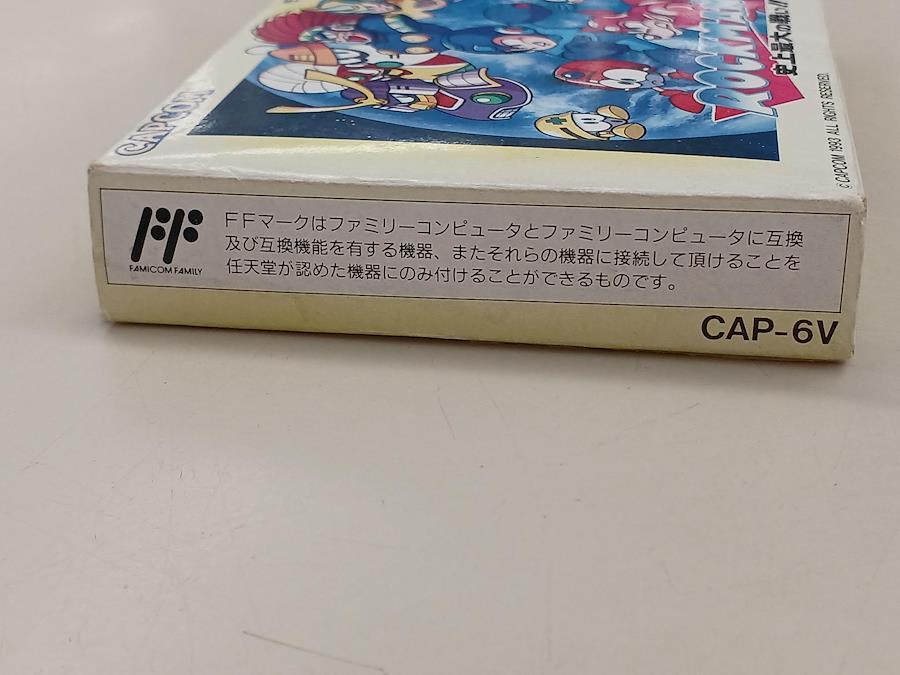 CAPCOM
ROCKMAN
史上最大の戦い!!
© CAPCOM 1993 ALL RIGHTS RESERVED.
FF
FAMICOM FAMILY
FFマークはファミリーコンピュータとファミリーコンピュータに互換
及び互換機能を有する機器、またそれらの機器に接続して頂けることを
任天堂が認めた機器にのみ付けることができるものです。
CAP-6V